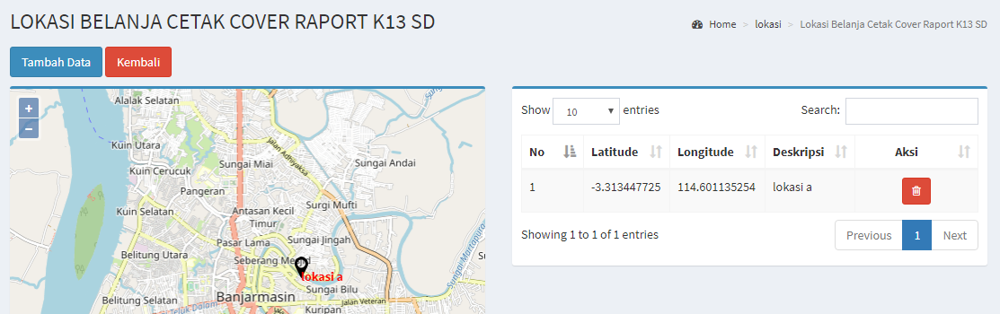 LOKASI BELANJA CETAK COVER RAPORT K13 SD
Home > lokasi > Lokasi Belanja Cetak Cover Raport K13 SD
Tambah Data
Kembali
+
−
Alalak Selatan
Kuin Utara
Jalan Adhyaksa
Sungai Miai
Sungai Andai
Kuin Cerucuk
Pangeran
Surgi Mufti
Kuin Selatan
Antasan Kecil
Timur
Pasar Lama
Sungai Jingah
Sungai Martapura
Belitung Utara
Seberang Mesjid
lokasi a
Sungai Bilu
Banjarmasin
Belitung Selatan
Jalan Veteran
Teluk Dalam
Kuripan
Show 10 entries
Search:
No Latitude Longitude Deskripsi Aksi
1 -3.313447725 114.601135254 lokasi a
Showing 1 to 1 of 1 entries
Previous 1 Next